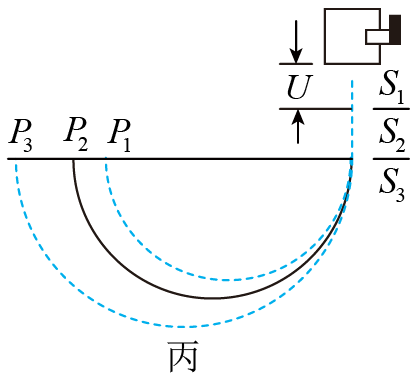 U
S₁
S₂
S₃
P₃ P₂ P₁
丙